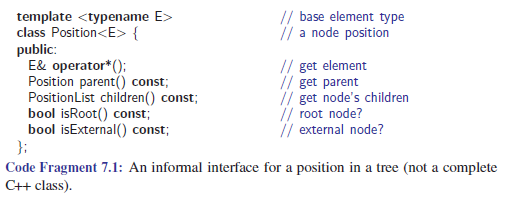 template <typename E> // base element type
class Position<E> { // a node position
public:
E& operator*(); // get element
Position parent() const; // get parent
PositionList children() const; // get node's children
bool isRoot() const; // root node?
bool isExternal() const; // external node?
};
Code Fragment 7.1: An informal interface for a position in a tree (not a complete
C++ class).